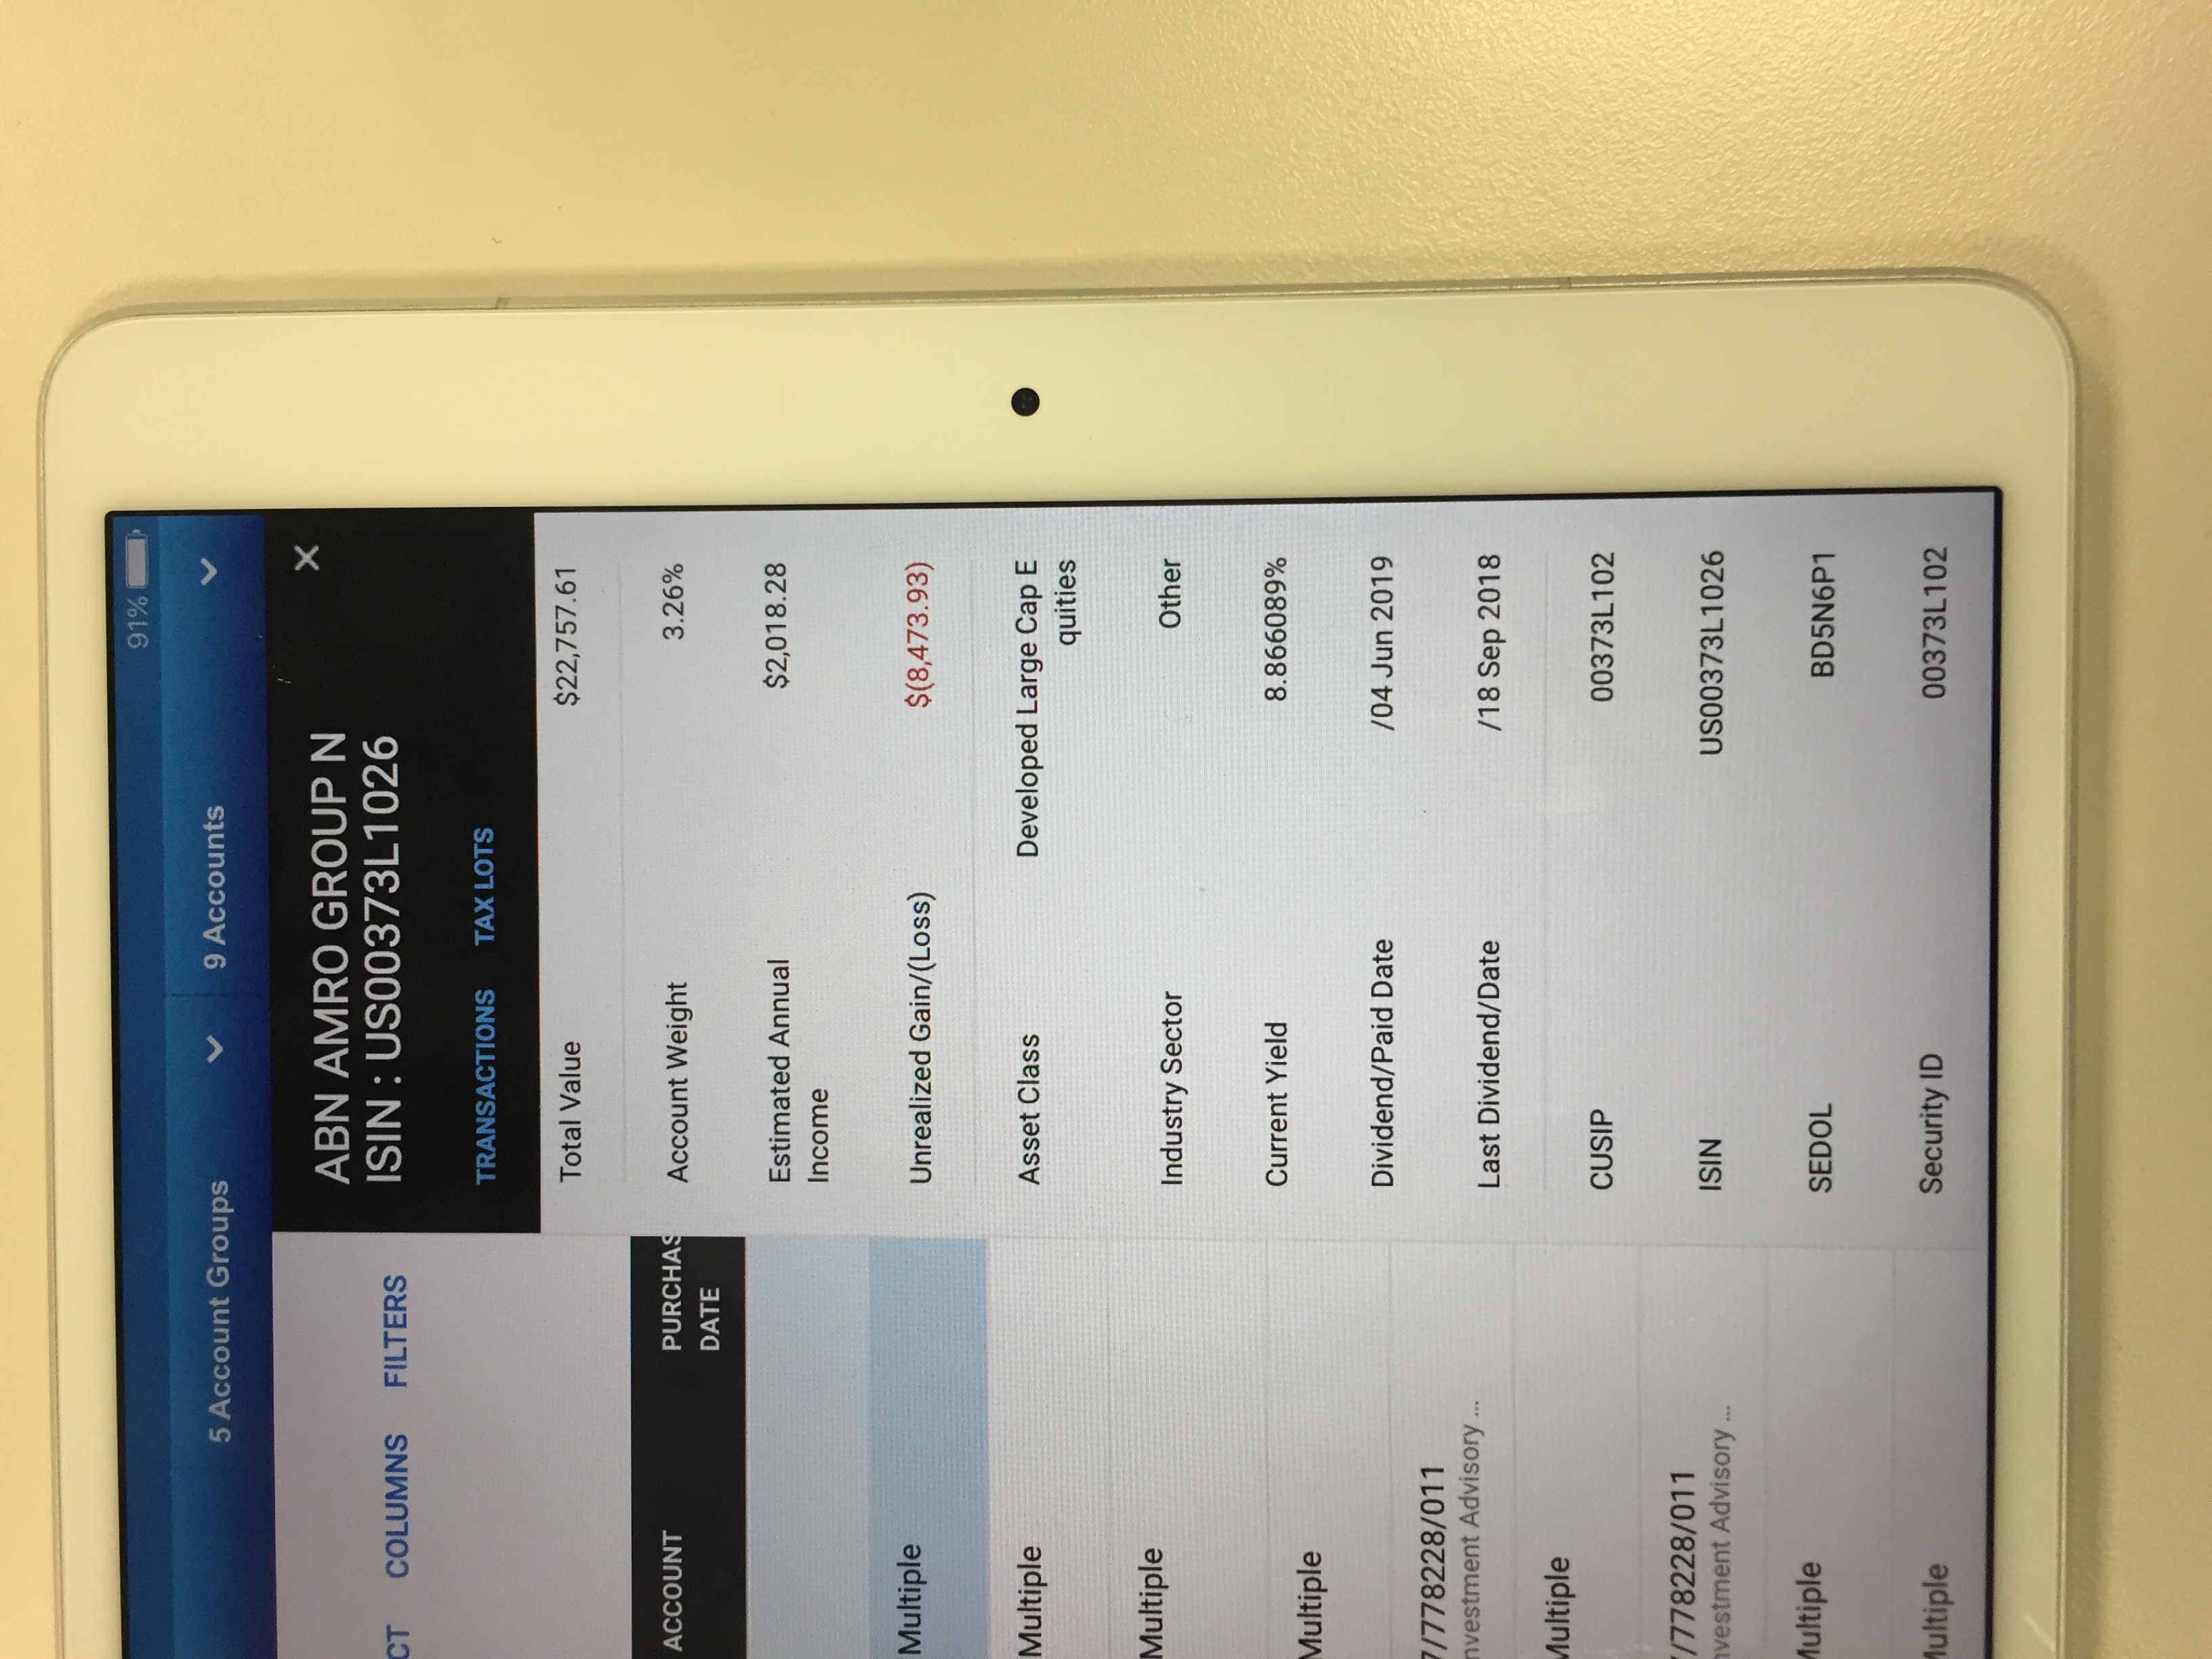 91%
5 Account Groups
9 Accounts
ABN AMRO GROUP N
ISIN : US00373L1026
TRANSACTIONS TAX LOTS
CT COLUMNS FILTERS
ACCOUNT
PURCHAS
DATE
Multiple
Multiple
Multiple
Multiple
7/778228/011
nvestment Advisory ...
Multiple
/778228/011
nvestment Advisory ...
Multiple
Multiple
Total Value $22,757.61
Account Weight 3.26%
Estimated Annual $2,018.28
Income
Unrealized Gain/(Loss) $(8,473.93)
Asset Class Developed Large Cap E
quities
Industry Sector Other
Current Yield 8.866089%
Dividend/Paid Date /04 Jun 2019
Last Dividend/Date /18 Sep 2018
CUSIP 00373L102
ISIN US00373L1026
SEDOL BD5N6P1
Security ID 00373L102